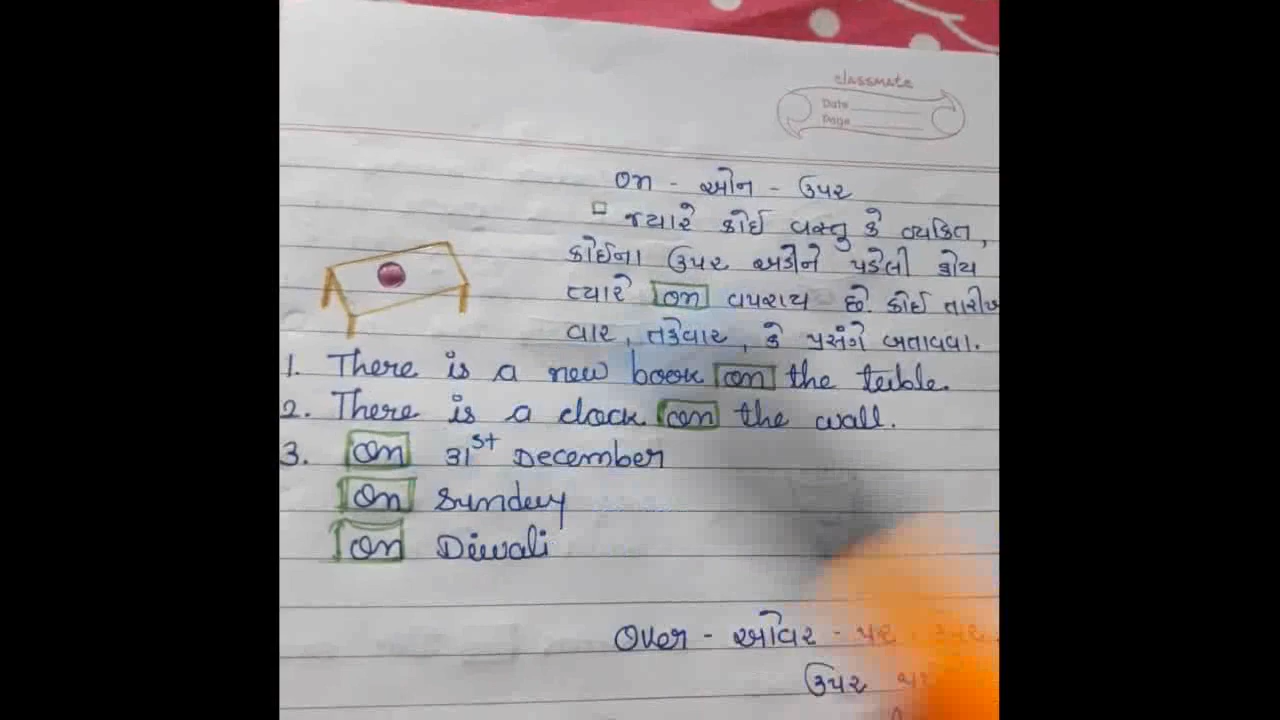 classmate
Date
Page
on - ઓન - ઉપર
જ્યારે કોઈ વસ્તુ કે વ્યકિત,
કોઈના ઉપર અડીને પડેલી હોય
ત્યારે on વપરાય છે. કોઈ તારીખ
વાર, તહેવાર, કે પ્રસંગે બતાવવા.
1. There is a new book on the table.
2. There is a clock on the wall.
3. on 31st December
on Sunday
on Diwali
Over - ઓવર - પર - ઉપર
ઉપર